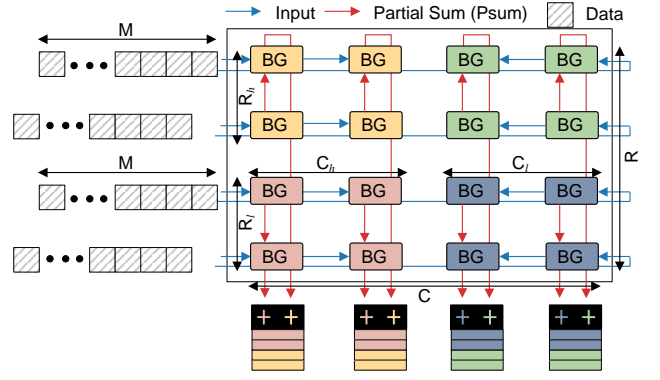 Input Partial Sum (Psum) Data
M
BG BG BG BG
R_h
BG BG BG BG
R
M
C_h C_l
BG BG BG BG
R_l
BG BG BG BG
C
+ + + + + + + +